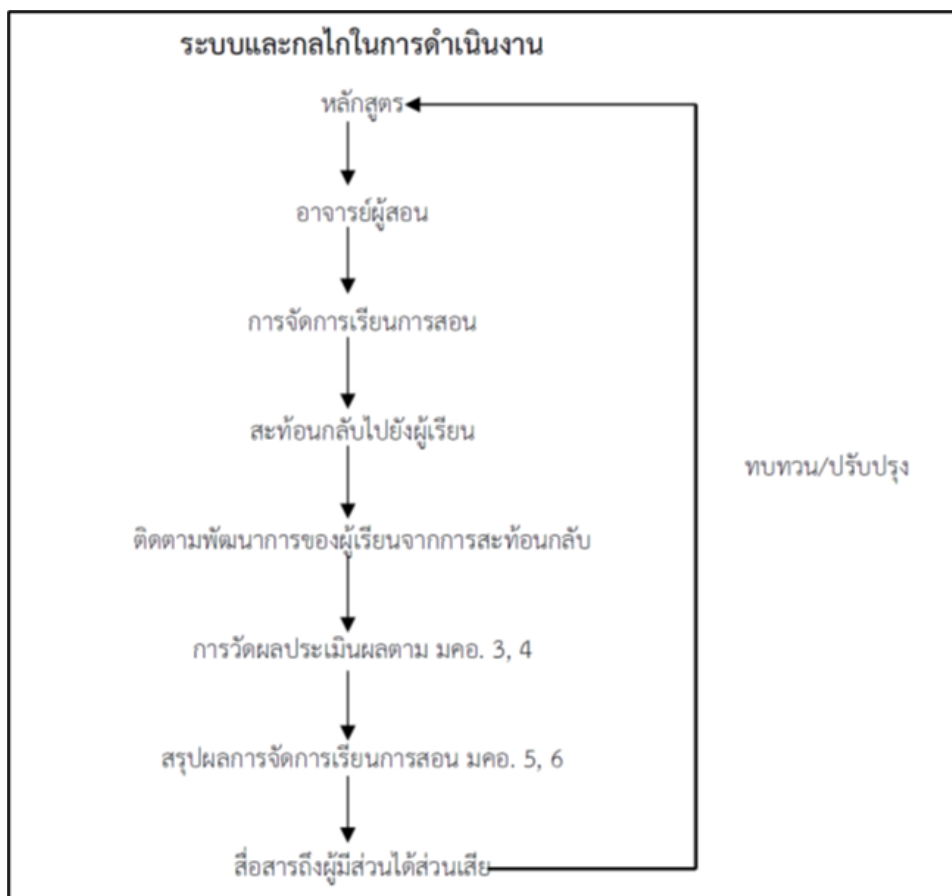 ระบบและกลไกในการดำเนินงาน
หลักสูตร
อาจารย์ผู้สอน
การจัดการเรียนการสอน
สะท้อนกลับไปยังผู้เรียน
ทบทวน/ปรับปรุง
ติดตามพัฒนาการของผู้เรียนจากการสะท้อนกลับ
การวัดผลประเมินผลตาม มคอ. 3, 4
สรุปผลการจัดการเรียนการสอน มคอ. 5, 6
สื่อสารถึงผู้มีส่วนได้ส่วนเสีย